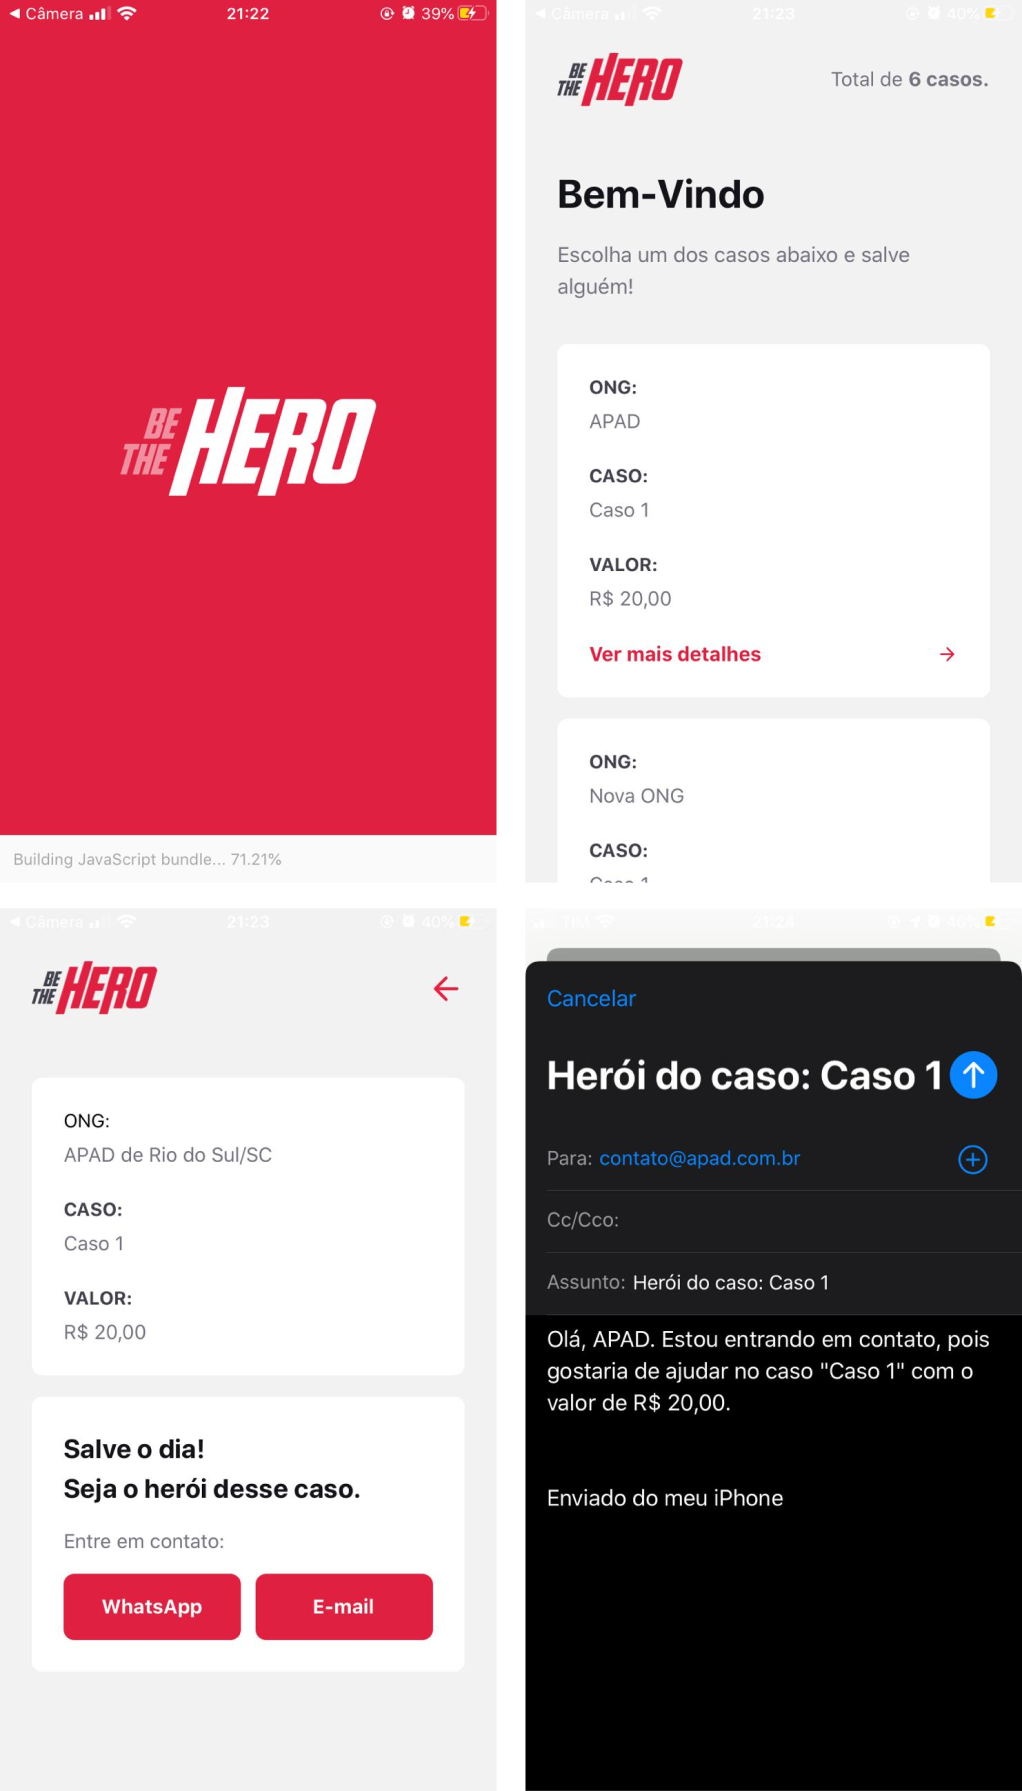 ◀ Câmera 21:22 39%
BE THE HERO
Building JavaScript bundle... 71.21%
◀ Câmera 21:23 40%
BE THE HERO
Total de 6 casos.
Bem-Vindo
Escolha um dos casos abaixo e salve
alguém!
ONG:
APAD
CASO:
Caso 1
VALOR:
R$ 20,00
Ver mais detalhes →
ONG:
Nova ONG
CASO:
Caso 1
◀ Câmera 21:23 40%
BE THE HERO
ONG:
APAD de Rio do Sul/SC
CASO:
Caso 1
VALOR:
R$ 20,00
Salve o dia!
Seja o herói desse caso.
Entre em contato:
WhatsApp
E-mail
TIM 21:24 40%
Cancelar
Herói do caso: Caso 1
Para: contato@apad.com.br
Cc/Cco:
Assunto: Herói do caso: Caso 1
Olá, APAD. Estou entrando em contato, pois
gostaria de ajudar no caso "Caso 1" com o
valor de R$ 20,00.
Enviado do meu iPhone